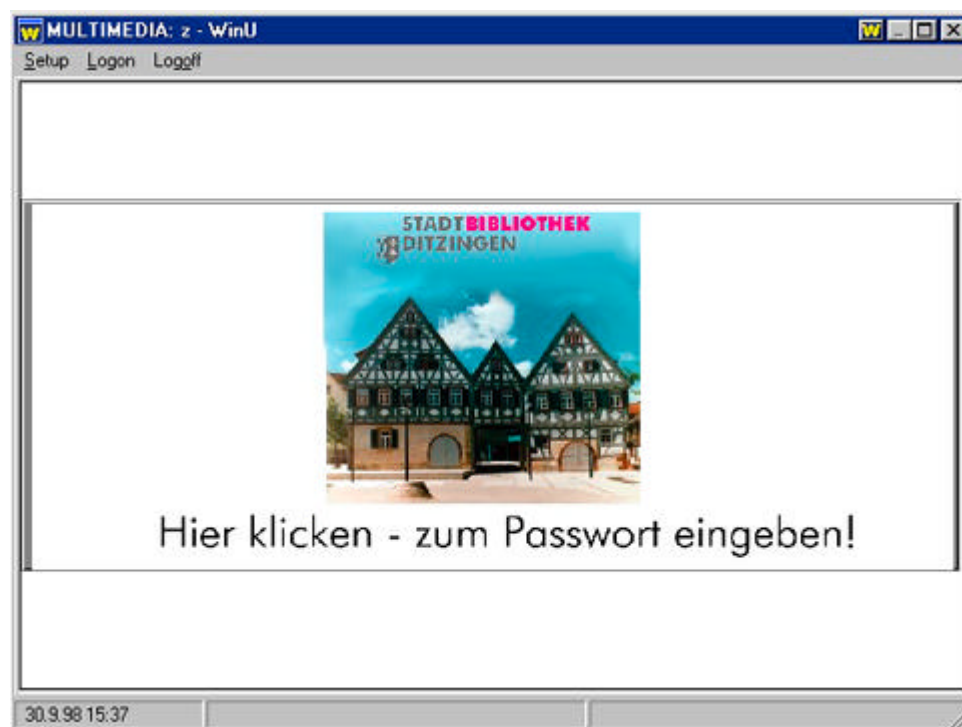 MULTIMEDIA: z - WinU
Setup Logon Logoff
STADTBIBLIOTHEK
DITZINGEN
Hier klicken - zum Passwort eingeben!
30.9.98 15:37